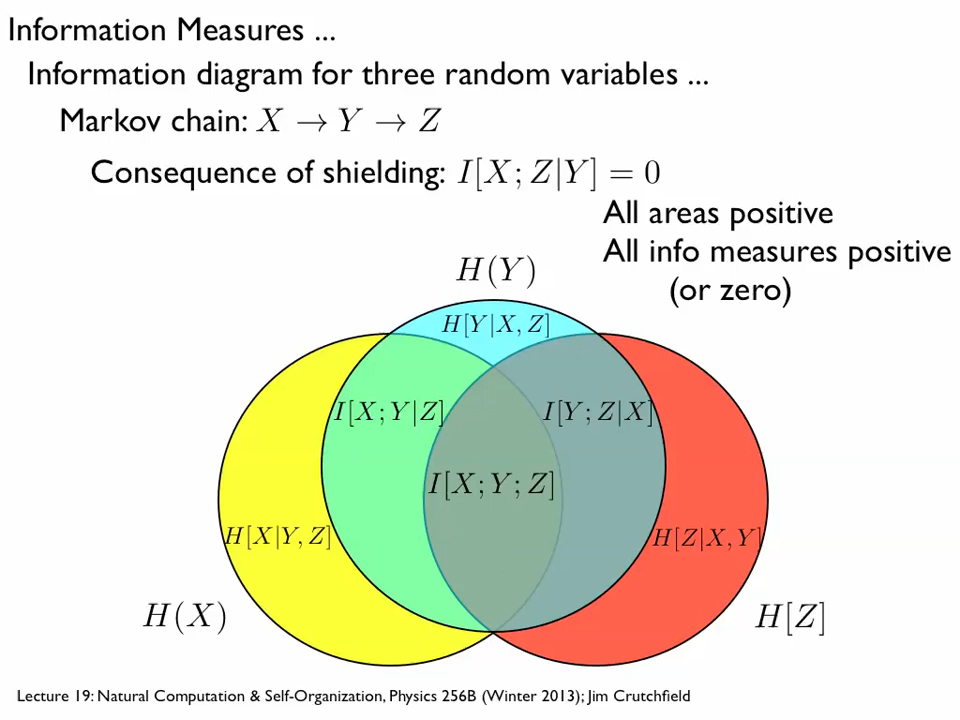 Information Measures ...
Information diagram for three random variables ...
Markov chain: X → Y → Z
Consequence of shielding: I[X; Z|Y] = 0
All areas positive
All info measures positive
(or zero)
H(Y)
H[Y|X, Z]
I[X; Y|Z]
I[Y; Z|X]
I[X; Y; Z]
H[X|Y, Z]
H[Z|X, Y]
H(X)
H[Z]
Lecture 19: Natural Computation & Self-Organization, Physics 256B (Winter 2013); Jim Crutchfield